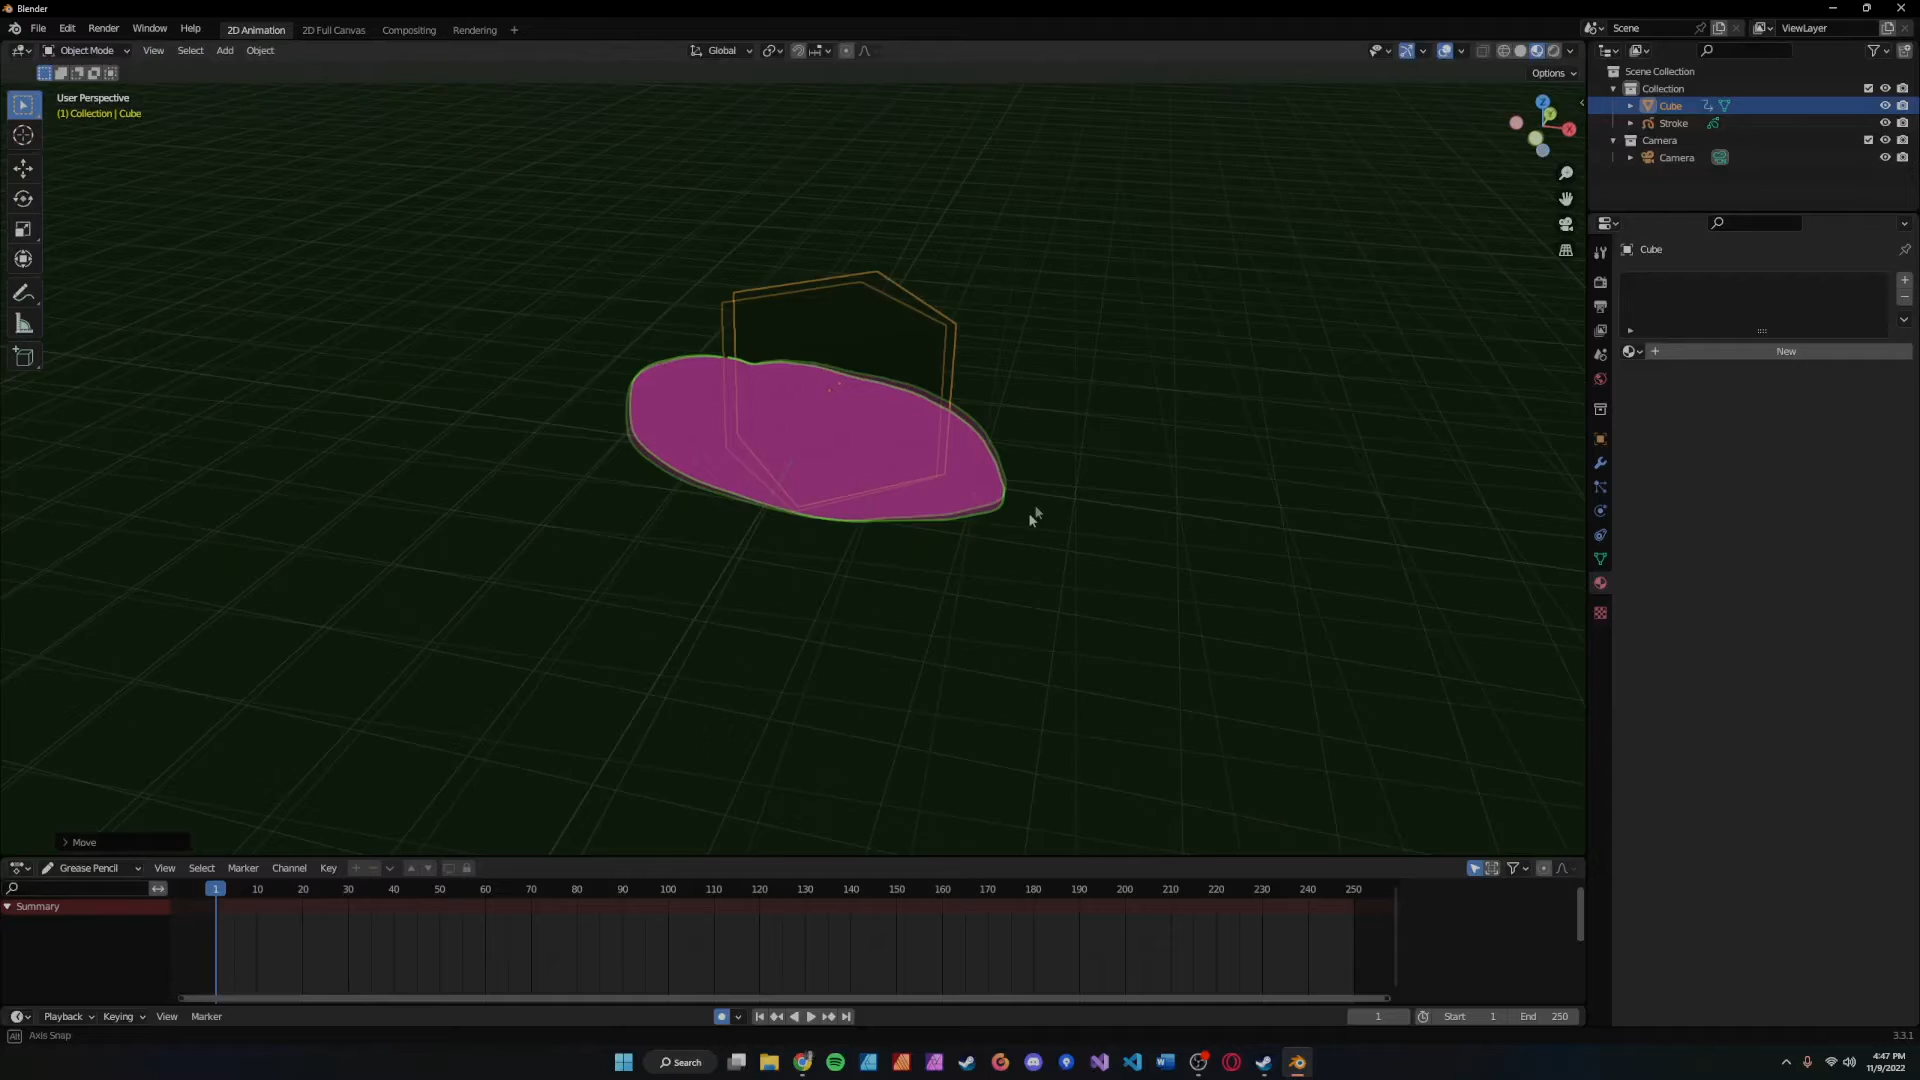 Blender
File Edit Render Window Help 2D Animation 2D Full Canvas Compositing Rendering + Scene ViewLayer
Object Mode View Select Add Object Global
Options
User Perspective
(1) Collection | Cube
Z
Y
X
Scene Collection
Collection
Cube
Stroke
Camera
Camera
Cube
New
Move
Grease Pencil View Select Marker Channel Key
1 10 20 30 40 50 60 70 80 90 100 110 120 130 140 150 160 170 180 190 200 210 220 230 240 250
Summary
Playback Keying View Marker 1 Start 1 End 250
Alt Axis Snap 3.3.1
Search
4:47 PM
11/9/2022